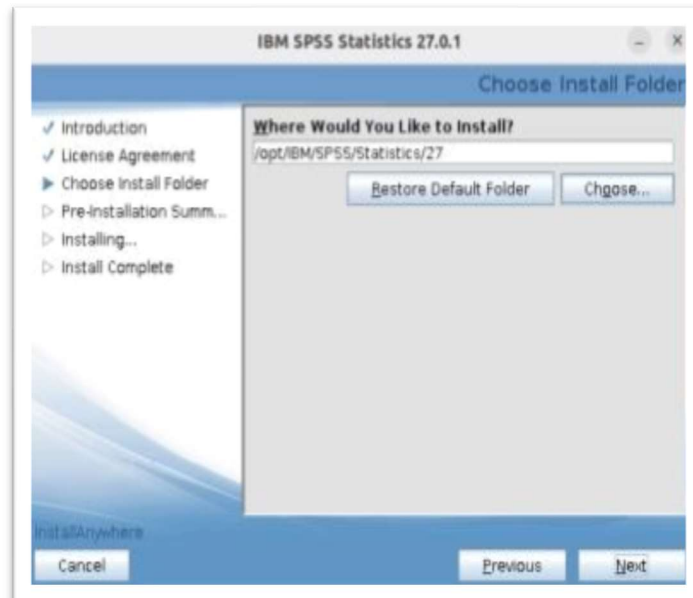 IBM SPSS Statistics 27.0.1
Choose Install Folder
Introduction
License Agreement
Choose Install Folder
Pre-Installation Summ...
Installing...
Install Complete
Where Would You Like to Install?
/opt/IBM/SPSS/Statistics/27
Restore Default Folder
Choose...
InstallAnywhere
Cancel
Previous
Next